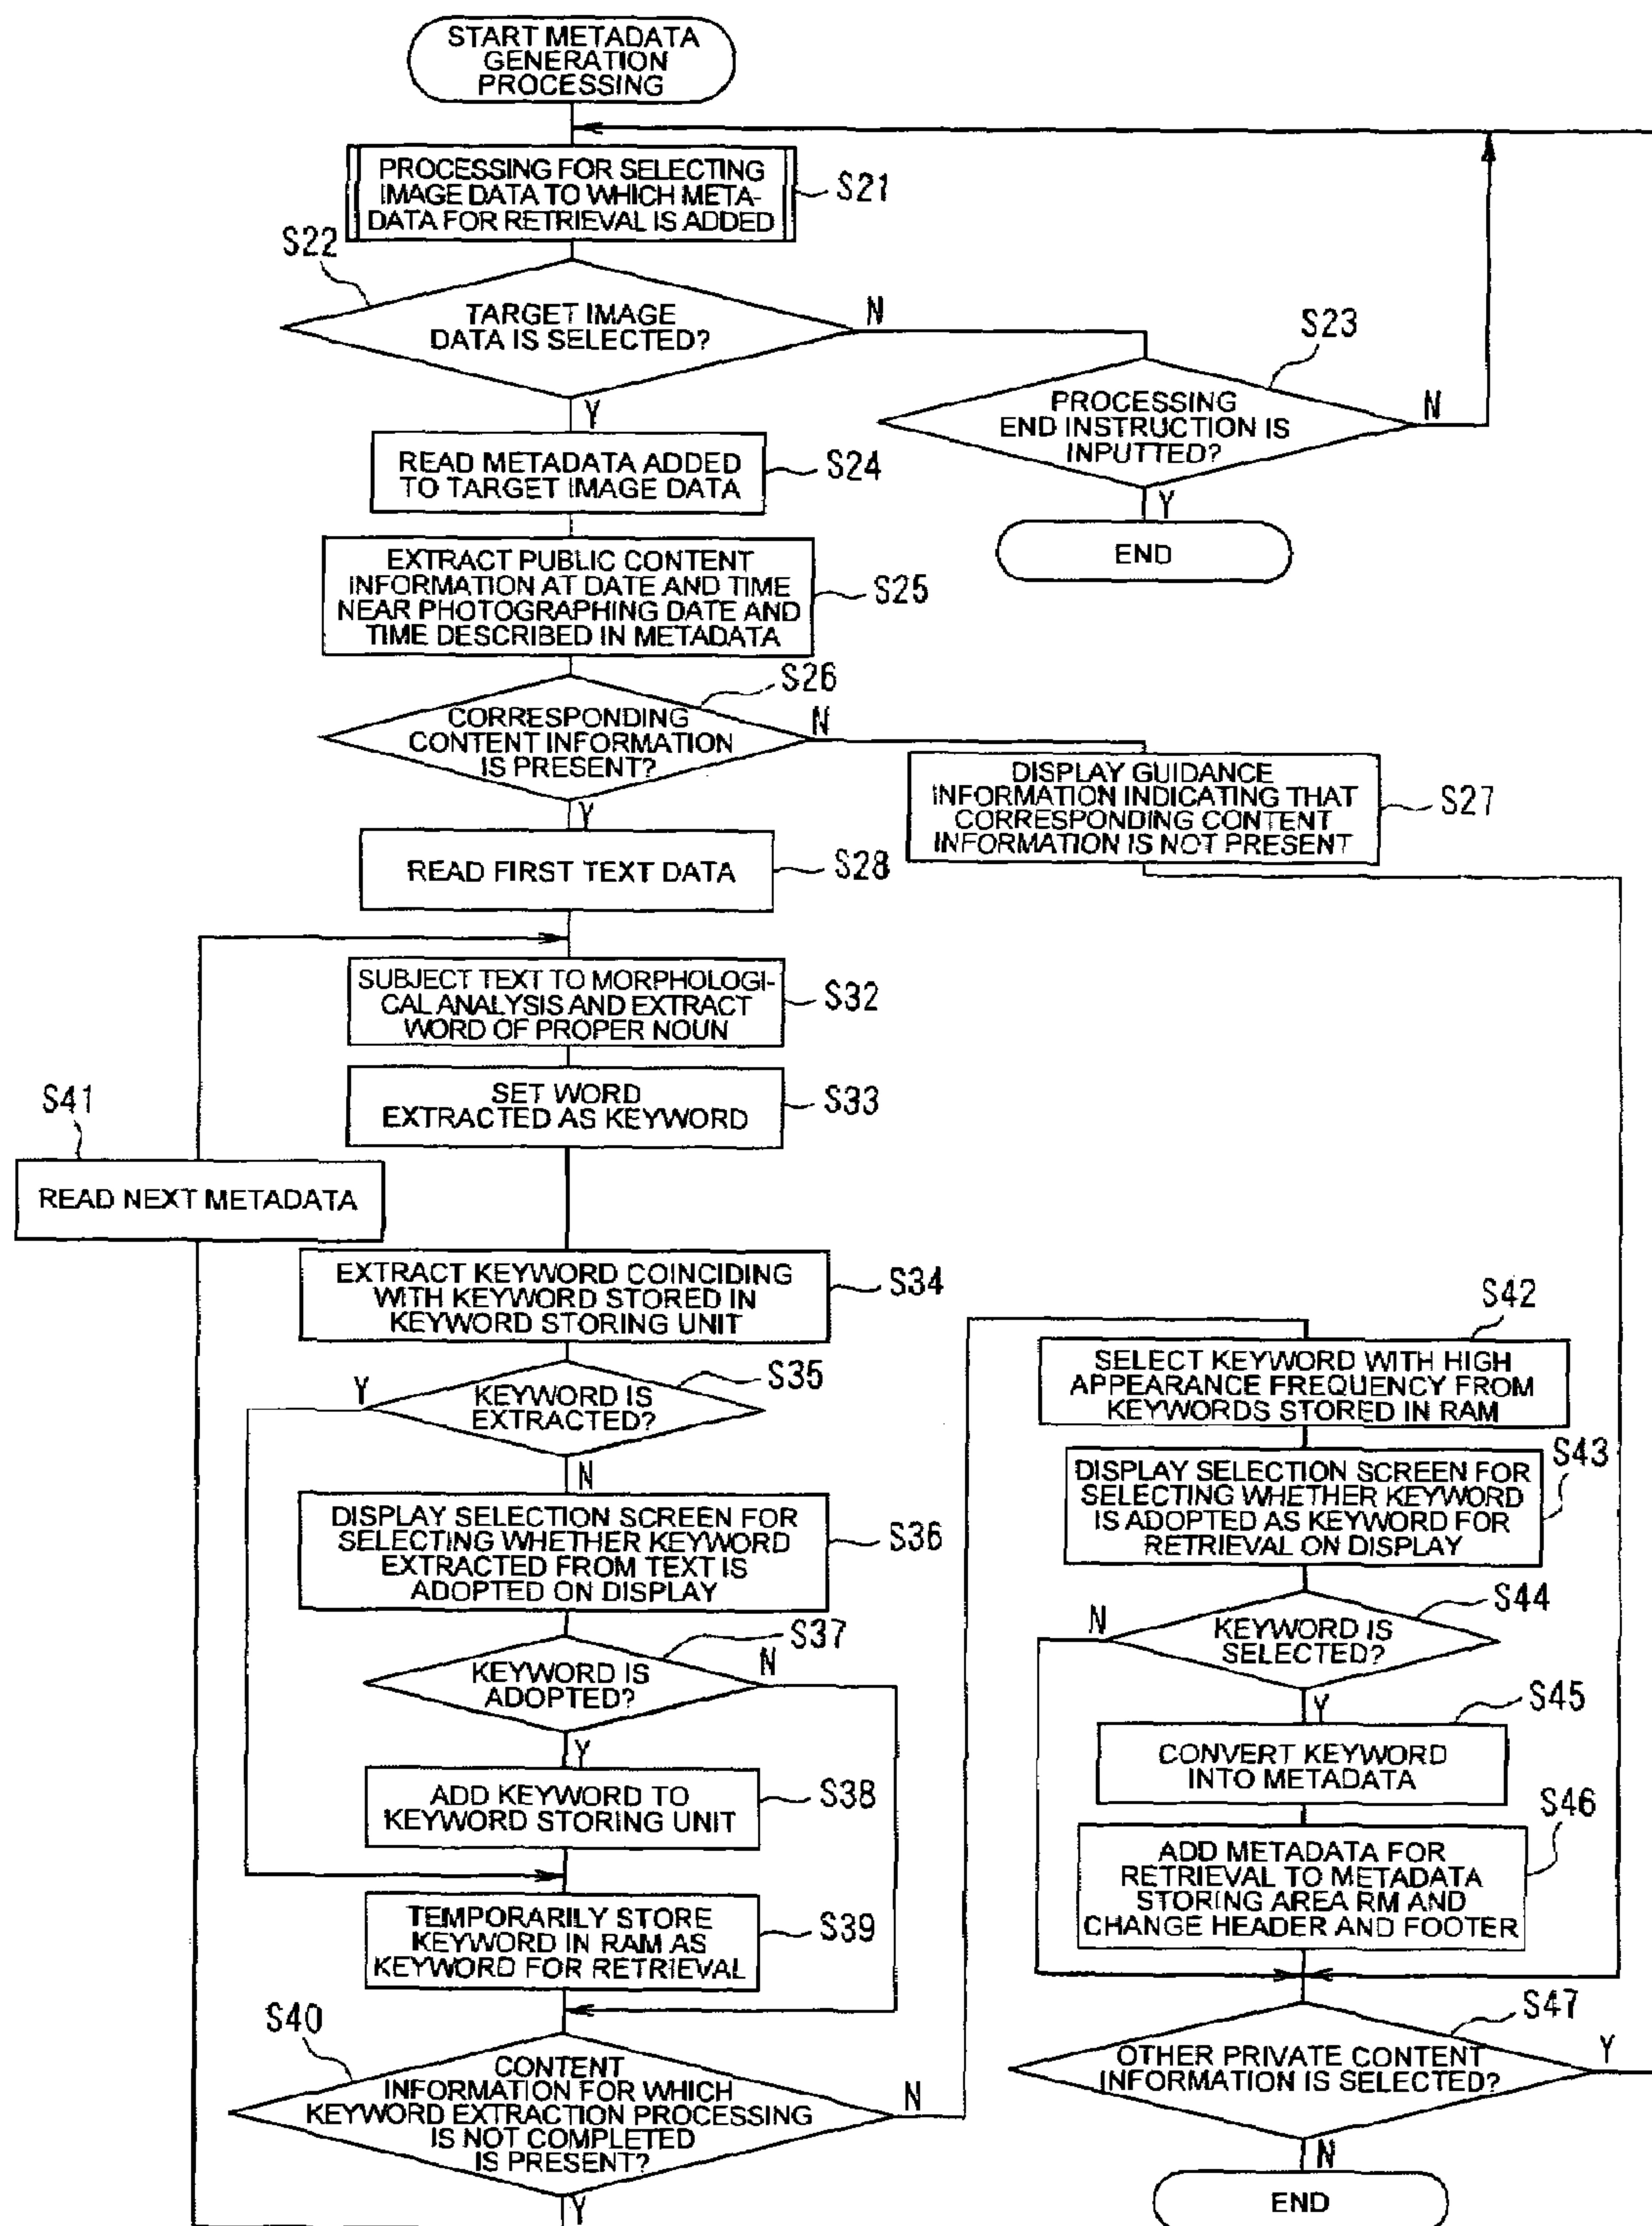 START METADATA
GENERATION
PROCESSING
PROCESSING FOR SELECTING
IMAGE DATA TO WHICH META-
DATA FOR RETRIEVAL IS ADDED
S21
S22
TARGET IMAGE
DATA IS SELECTED?
N
Y
S23
PROCESSING
END INSTRUCTION IS
INPUTTED?
N
Y
END
READ METADATA ADDED
TO TARGET IMAGE DATA
S24
EXTRACT PUBLIC CONTENT
INFORMATION AT DATE AND TIME
NEAR PHOTOGRAPHING DATE AND
TIME DESCRIBED IN METADATA
S25
S26
CORRESPONDING
CONTENT INFORMATION
IS PRESENT?
N
Y
DISPLAY GUIDANCE
INFORMATION INDICATING THAT
CORRESPONDING CONTENT
INFORMATION IS NOT PRESENT
S27
READ FIRST TEXT DATA
S28
SUBJECT TEXT TO MORPHOLOGI-
CAL ANALYSIS AND EXTRACT
WORD OF PROPER NOUN
S32
SET WORD
EXTRACTED AS KEYWORD
S33
S41
READ NEXT METADATA
EXTRACT KEYWORD COINCIDING
WITH KEYWORD STORED IN
KEYWORD STORING UNIT
S34
S35
KEYWORD IS
EXTRACTED?
Y
N
DISPLAY SELECTION SCREEN FOR
SELECTING WHETHER KEYWORD
EXTRACTED FROM TEXT IS
ADOPTED ON DISPLAY
S36
S37
KEYWORD IS
ADOPTED?
N
Y
ADD KEYWORD TO
KEYWORD STORING UNIT
S38
TEMPORARILY STORE
KEYWORD IN RAM AS
KEYWORD FOR RETRIEVAL
S39
S40
CONTENT
INFORMATION FOR WHICH
KEYWORD EXTRACTION PROCESSING
IS NOT COMPLETED
IS PRESENT?
N
Y
S42
SELECT KEYWORD WITH HIGH
APPEARANCE FREQUENCY FROM
KEYWORDS STORED IN RAM
S43
DISPLAY SELECTION SCREEN FOR
SELECTING WHETHER KEYWORD
IS ADOPTED AS KEYWORD FOR
RETRIEVAL ON DISPLAY
S44
KEYWORD IS
SELECTED?
N
Y
S45
CONVERT KEYWORD
INTO METADATA
S46
ADD METADATA FOR
RETRIEVAL TO METADATA
STORING AREA RM AND
CHANGE HEADER AND FOOTER
S47
OTHER PRIVATE CONTENT
INFORMATION IS SELECTED?
Y
N
END